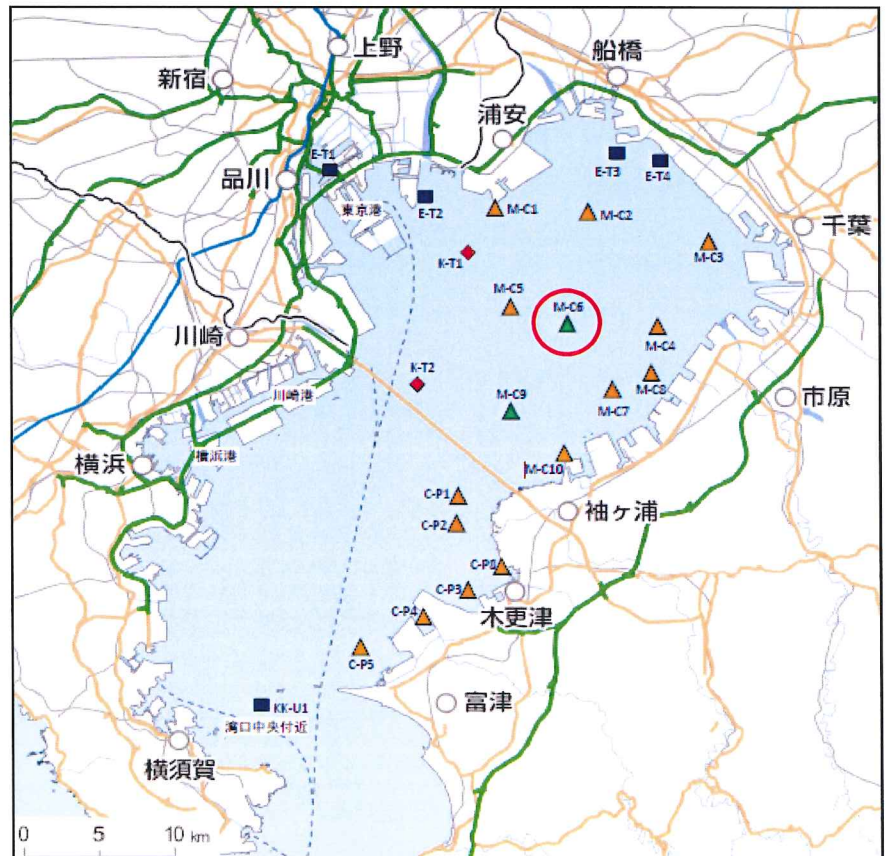 上野
船橋
新宿
浦安
E-T1
E-T3
E-T4
品川
東京港
E-T2
M-C1
M-C2
千葉
M-C3
K-T1
M-C5
M-C6
M-C4
川崎
K-T2
M-C8
M-C7
市原
川崎港
M-C9
横浜港
横浜
M-C10
C-P1
袖ヶ浦
C-P2
C-P8
C-P3
木更津
C-P4
C-P5
KK-U1
富津
湾口中央付近
横須賀
0 5 10 km